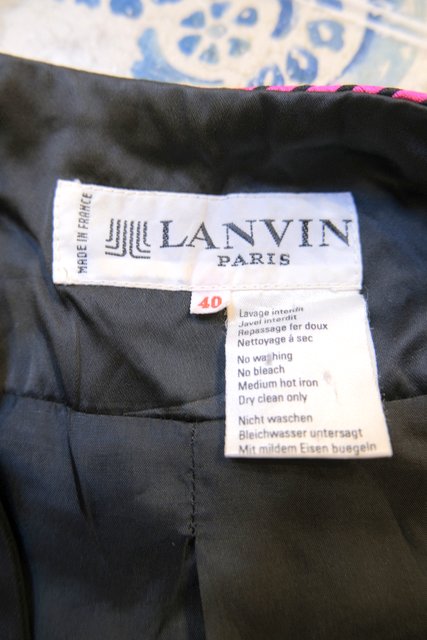 MADE IN FRANCE
LANVIN
PARIS
40
Lavage interdit
Javel interdit
Repassage fer doux
Nettoyage à sec
No washing
No bleach
Medium hot iron
Dry clean only
Nicht waschen
Bleichwasser untersagt
Mit mildem Eisen buegeln